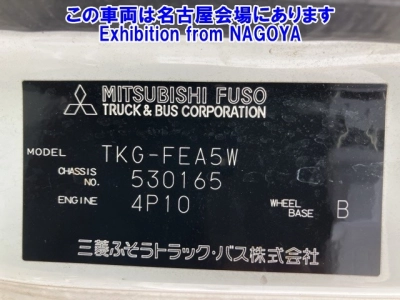 この車両は名古屋会場にあります
Exhibition from NAGOYA
MITSUBISHI FUSO
TRUCK & BUS CORPORATION
MODEL TKG-FEA5W
CHASSIS NO. 530165
ENGINE 4P10 WHEEL BASE B
三菱ふそうトラック・バス株式会社